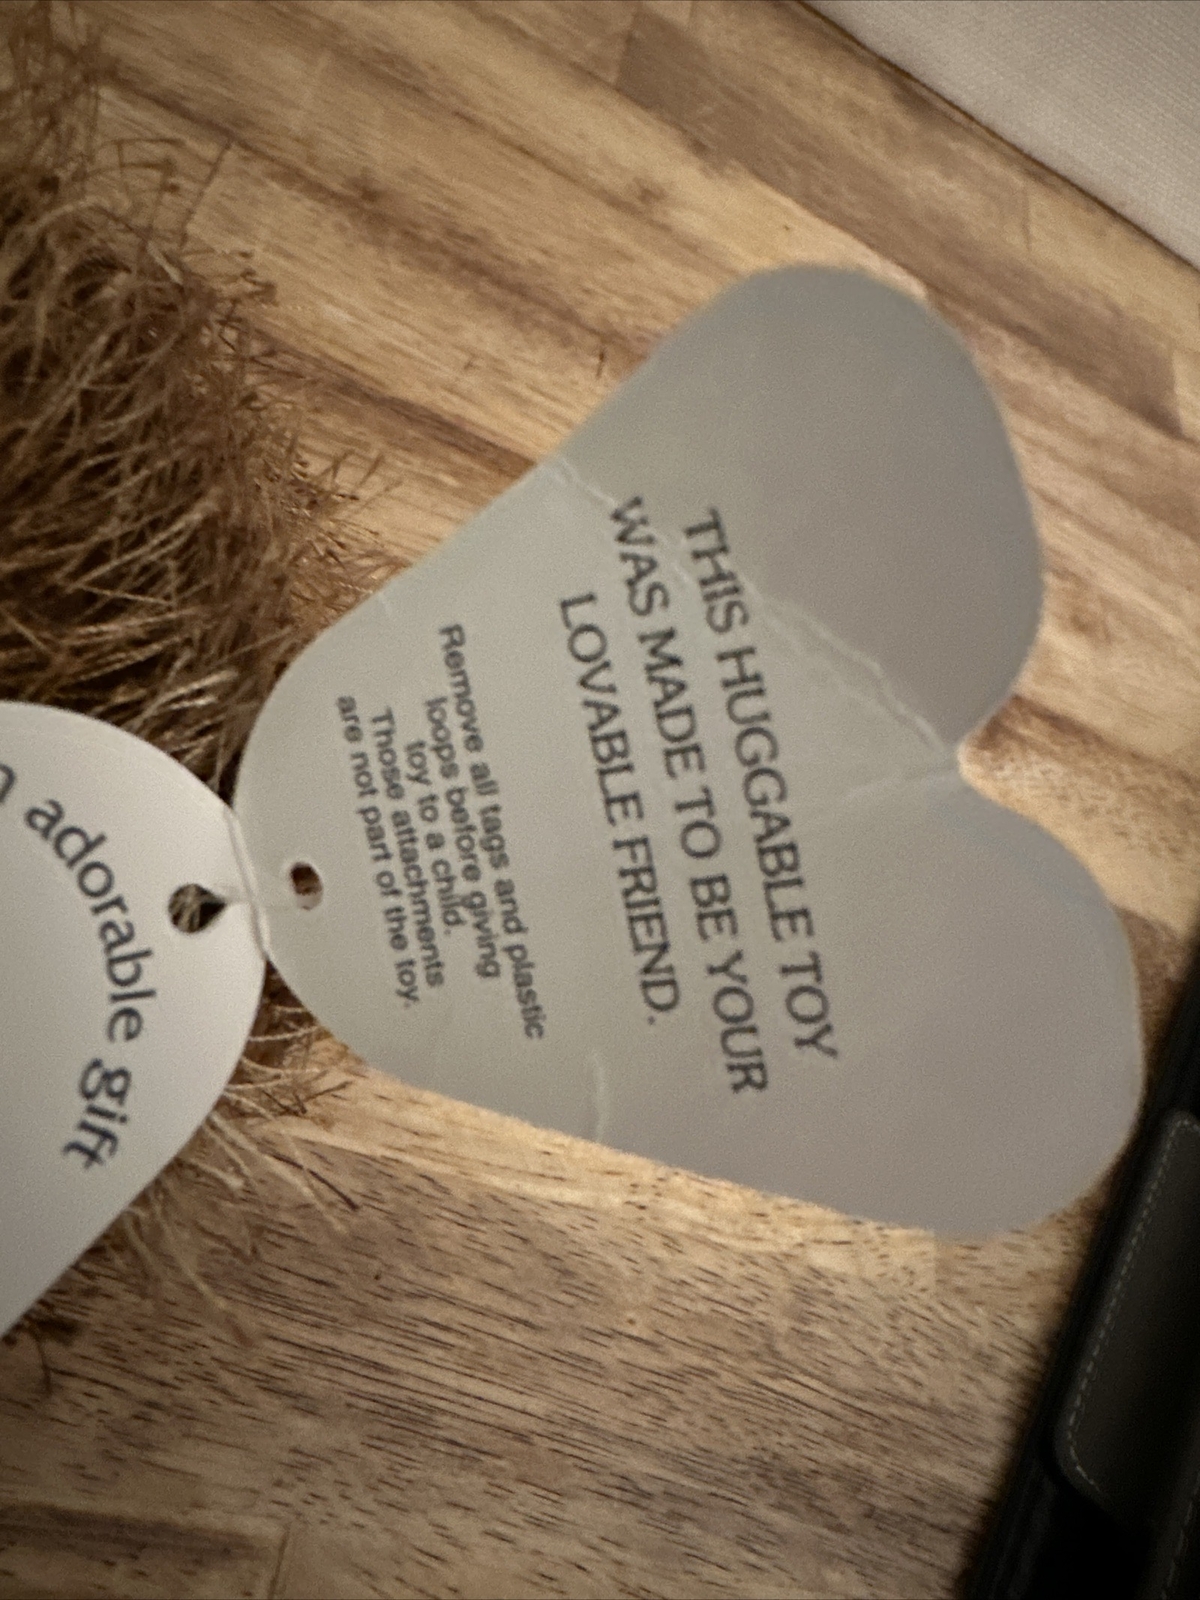 adorable gift
THIS HUGGABLE TOY
WAS MADE TO BE YOUR
LOVABLE FRIEND.
Remove all tags and plastic
loops before giving
toy to a child.
Those attachments
are not part of the toy.